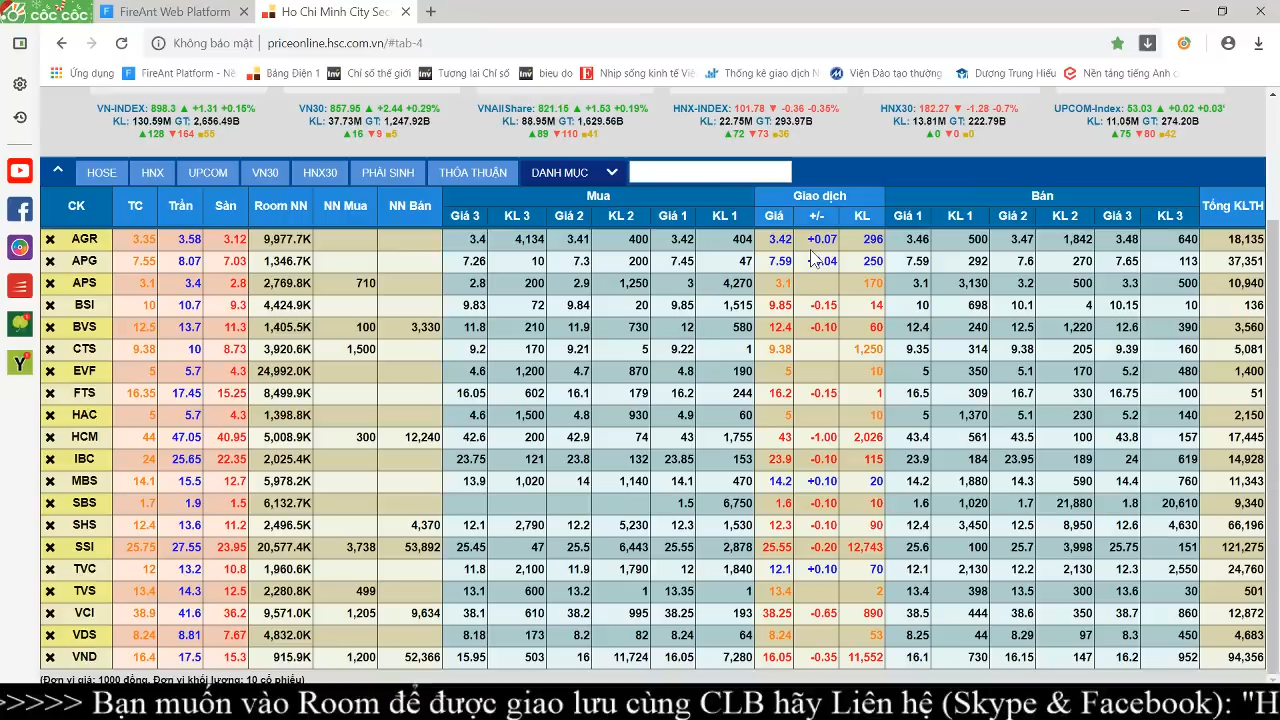 CỐC CỐC FireAnt Web Platform Ho Chi Minh City Sec
Không bảo mật priceonline.hsc.com.vn/#tab-4
Ứng dụng FireAnt Platform - Nề Bảng Điện 1 Chỉ số thế giới Tương lai Chỉ số bieu do Nhịp sống kinh tế Vi Thống kê giao dịch N Viện Đào tạo thường Dương Trung Hiếu Nền tảng tiếng Anh c
VN-INDEX: 898.3 ▲ +1.31 +0.15% VN30: 857.95 ▲ +2.44 +0.29% VNAllShare: 821.15 ▲ +1.53 +0.19% HNX-INDEX: 101.78 ▼ -0.36 -0.35% HNX30: 182.27 ▼ -1.28 -0.7% UPCOM-Index: 53.03 ▲ +0.02 +0.03
KL: 130.59M GT: 2,656.49B KL: 37.73M GT: 1,247.92B KL: 88.95M GT: 1,629.56B KL: 22.75M GT: 293.97B KL: 13.81M GT: 222.79B KL: 11.05M GT: 274.20B
▲128 ▼164 ■55 ▲16 ▼9 ■5 ▲89 ▼110 ■41 ▲72 ▼73 ■36 ▲0 ▼0 ■0 ▲75 ▼80 ■42
HOSE HNX UPCOM VN30 HNX30 PHÁI SINH THỎA THUẬN DANH MỤC
CK TC Trần Sàn Room NN NN Mua NN Bán Mua Giao dịch Bán Tổng KLTH
Giá 3 KL 3 Giá 2 KL 2 Giá 1 KL 1 Giá +/- KL Giá 1 KL 1 Giá 2 KL 2 Giá 3 KL 3
AGR 3.35 3.58 3.12 9,977.7K 3.4 4,134 3.41 400 3.42 404 3.42 +0.07 296 3.46 500 3.47 1,842 3.48 640 18,135
APG 7.55 8.07 7.03 1,346.7K 7.26 10 7.3 200 7.45 47 7.59 .04 250 7.59 292 7.6 270 7.65 113 37,351
APS 3.1 3.4 2.8 2,769.8K 710 2.8 200 2.9 1,250 3 4,270 3.1 170 3.1 3,130 3.2 500 3.3 500 10,940
BSI 10 10.7 9.3 4,424.9K 9.83 72 9.84 20 9.85 1,515 9.85 -0.15 14 10 698 10.1 4 10.15 10 136
BVS 12.5 13.7 11.3 1,405.5K 100 3,330 11.8 210 11.9 730 12 580 12.4 -0.10 60 12.4 240 12.5 1,220 12.6 390 3,560
CTS 9.38 10 8.73 3,920.6K 1,500 9.2 170 9.21 5 9.22 1 9.38 1,250 9.35 314 9.38 205 9.39 160 5,081
EVF 5 5.7 4.3 24,992.0K 4.6 1,200 4.7 870 4.8 190 5 10 5 350 5.1 170 5.2 480 1,400
FTS 16.35 17.45 15.25 8,499.9K 16.05 602 16.1 179 16.2 244 16.2 -0.15 1 16.5 309 16.7 330 16.75 100 51
HAC 5 5.7 4.3 1,398.8K 4.6 1,500 4.8 930 4.9 60 5 10 5 1,370 5.1 230 5.2 140 2,150
HCM 44 47.05 40.95 5,008.9K 300 12,240 42.6 200 42.9 74 43 1,755 43 -1.00 2,026 43.4 561 43.5 100 43.8 157 17,445
IBC 24 25.65 22.35 2,025.4K 23.75 121 23.8 132 23.85 153 23.9 -0.10 115 23.9 184 23.95 189 24 619 14,928
MBS 14.1 15.5 12.7 5,978.2K 13.9 1,020 14 1,140 14.1 470 14.2 +0.10 20 14.2 1,880 14.3 590 14.4 760 11,343
SBS 1.7 1.9 1.5 6,132.7K 1.5 6,750 1.6 -0.10 10 1.6 1,020 1.7 21,880 1.8 20,610 9,340
SHS 12.4 13.6 11.2 2,496.5K 4,370 12.1 2,790 12.2 5,230 12.3 1,530 12.3 -0.10 90 12.4 3,450 12.5 8,950 12.6 4,630 66,196
SSI 25.75 27.55 23.95 20,577.4K 3,738 53,892 25.45 47 25.5 6,443 25.55 2,878 25.55 -0.20 12,743 25.6 100 25.7 3,998 25.75 151 121,275
TVC 12 13.2 10.8 1,960.6K 11.8 2,100 11.9 1,790 12 1,840 12.1 +0.10 70 12.1 2,130 12.2 2,130 12.3 2,550 24,760
TVS 13.4 14.3 12.5 2,280.8K 499 13.1 600 13.2 1 13.35 1 13.4 2 13.4 398 13.5 300 13.6 30 501
VCI 38.9 41.6 36.2 9,571.0K 1,205 9,634 38.1 610 38.2 995 38.25 193 38.25 -0.65 890 38.5 444 38.6 350 38.7 860 12,872
VDS 8.24 8.81 7.67 4,832.0K 8.18 173 8.2 82 8.24 64 8.24 53 8.25 44 8.29 97 8.3 450 4,683
VND 16.4 17.5 15.3 915.9K 1,200 52,366 15.95 503 16 11,724 16.05 7,280 16.05 -0.35 11,552 16.1 730 16.15 147 16.2 952 94,356
(Đơn vị giá: 1000 đồng. Đơn vị khối lượng: 10 cổ phiếu)
>>>>> Bạn muốn vào Room để được giao lưu cùng CLB hãy Liên hệ (Skype & Facebook): "H